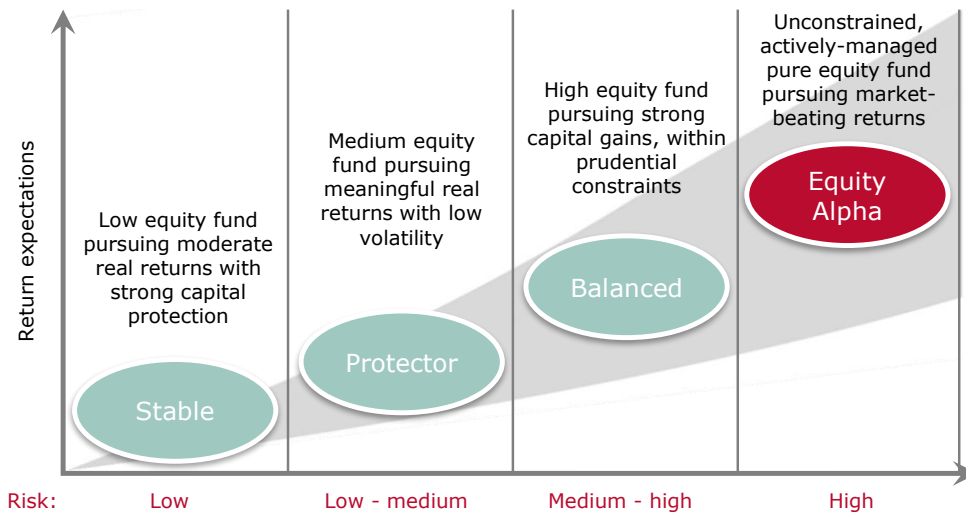 Return expectations
Low equity fund
pursuing moderate
real returns with
strong capital
protection
Stable
Medium equity
fund pursuing
meaningful real
returns with low
volatility
Protector
High equity fund
pursuing strong
capital gains, within
prudential
constraints
Balanced
Unconstrained,
actively-managed
pure equity fund
pursuing market-
beating returns
Equity
Alpha
Risk:
Low
Low - medium
Medium - high
High